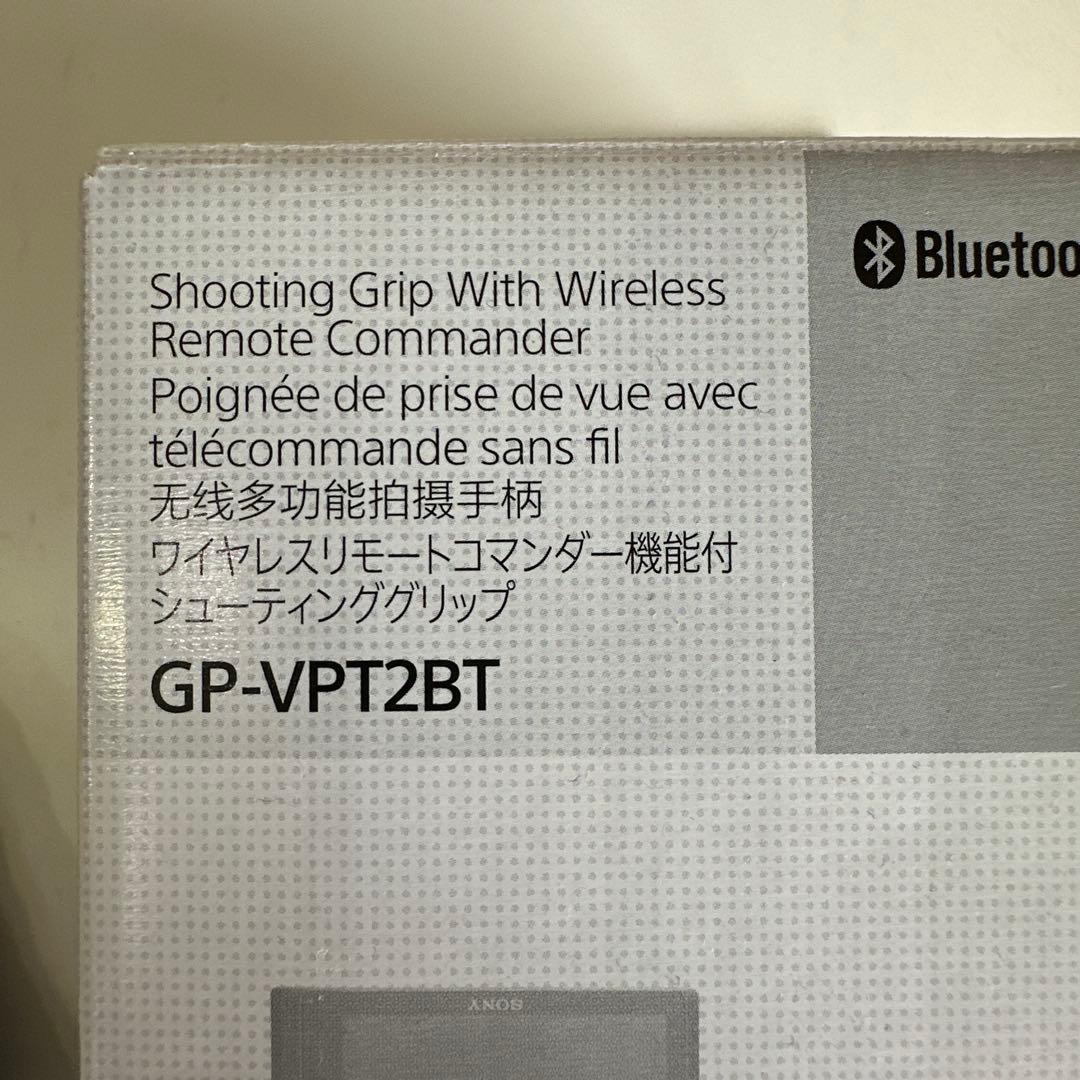 Shooting Grip With Wireless
Remote Commander
Poignée de prise de vue avec
télécommande sans fil
无线多功能拍摄手柄
ワイヤレスリモートコマンダー機能付
シューティンググリップ
GP-VPT2BT
Bluetoo
SONY